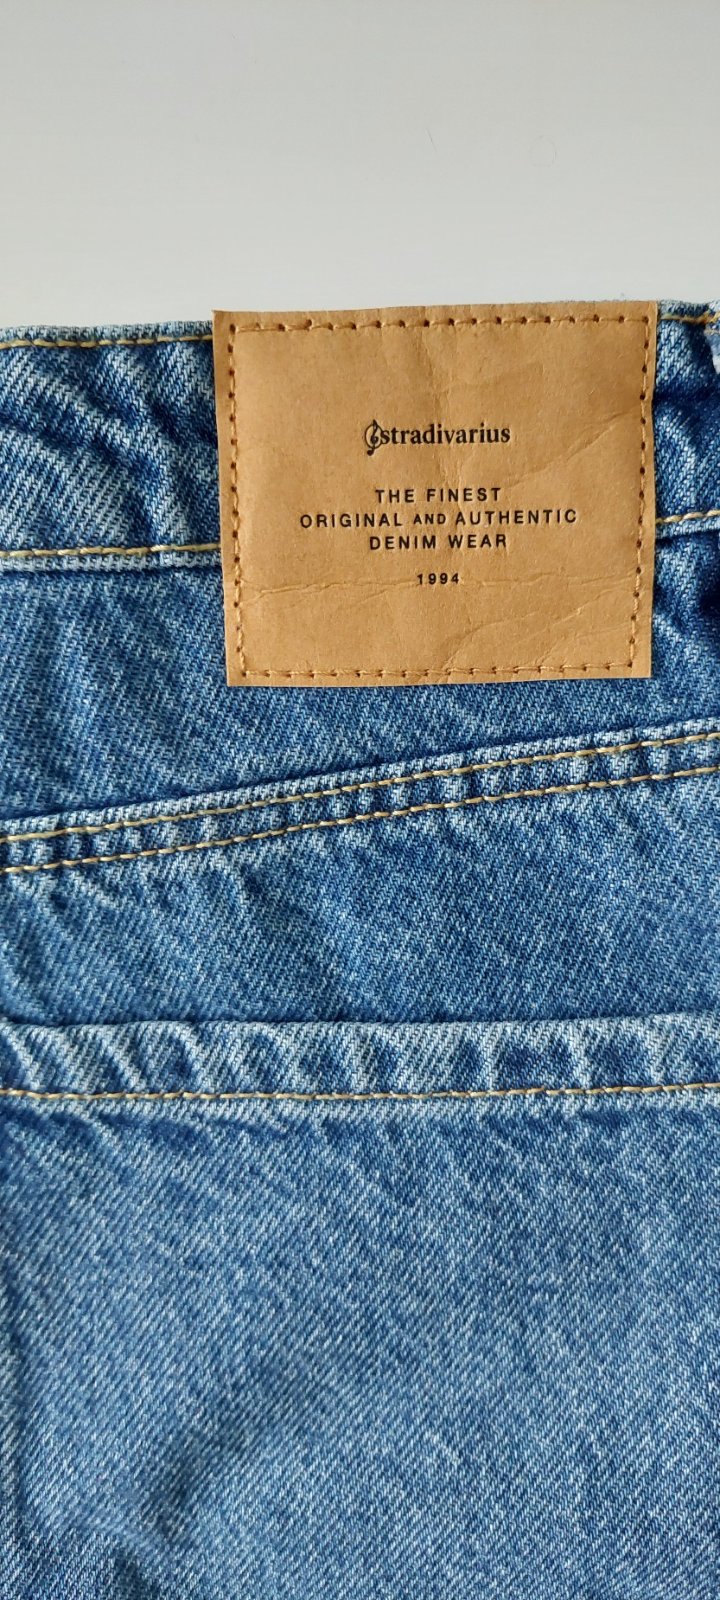 stradivarius
THE FINEST
ORIGINAL AND AUTHENTIC
DENIM WEAR
1994